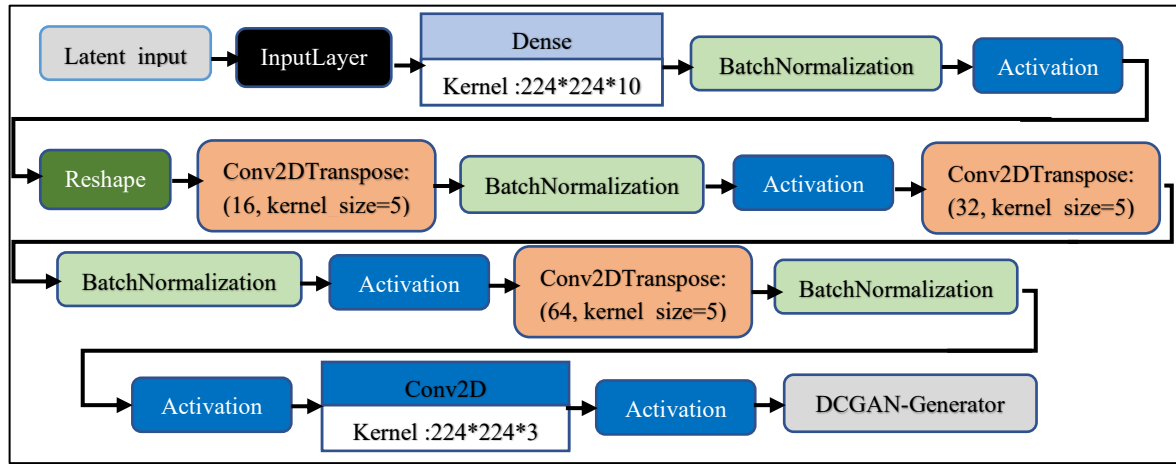 Latent input
InputLayer
Dense
Kernel :224*224*10
BatchNormalization
Activation
Reshape
Conv2DTranspose:
(16, kernel size=5)
BatchNormalization
Activation
Conv2DTranspose:
(32, kernel size=5)
BatchNormalization
Activation
Conv2DTranspose:
(64, kernel size=5)
BatchNormalization
Activation
Conv2D
Kernel :224*224*3
Activation
DCGAN-Generator